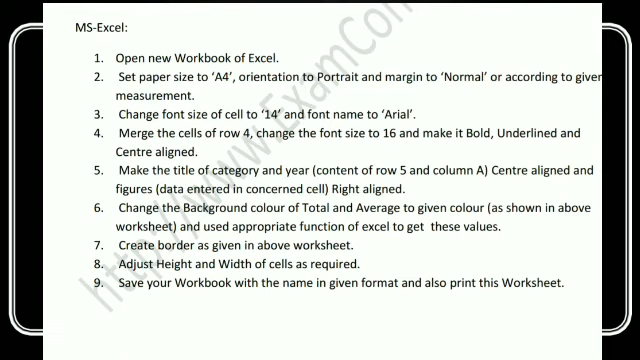 MS-Excel:
1. Open new Workbook of Excel.
2. Set paper size to ‘A4’, orientation to Portrait and margin to ‘Normal’ or according to given
measurement.
3. Change font size of cell to ‘14’ and font name to ‘Arial’.
4. Merge the cells of row 4, change the font size to 16 and make it Bold, Underlined and
Centre aligned.
5. Make the title of category and year (content of row 5 and column A) Centre aligned and
figures (data entered in concerned cell) Right aligned.
6. Change the Background colour of Total and Average to given colour (as shown in above
worksheet) and used appropriate function of excel to get these values.
7. Create border as given in above worksheet.
8. Adjust Height and Width of cells as required.
9. Save your Workbook with the name in given format and also print this Worksheet.
http://www.ExamCon